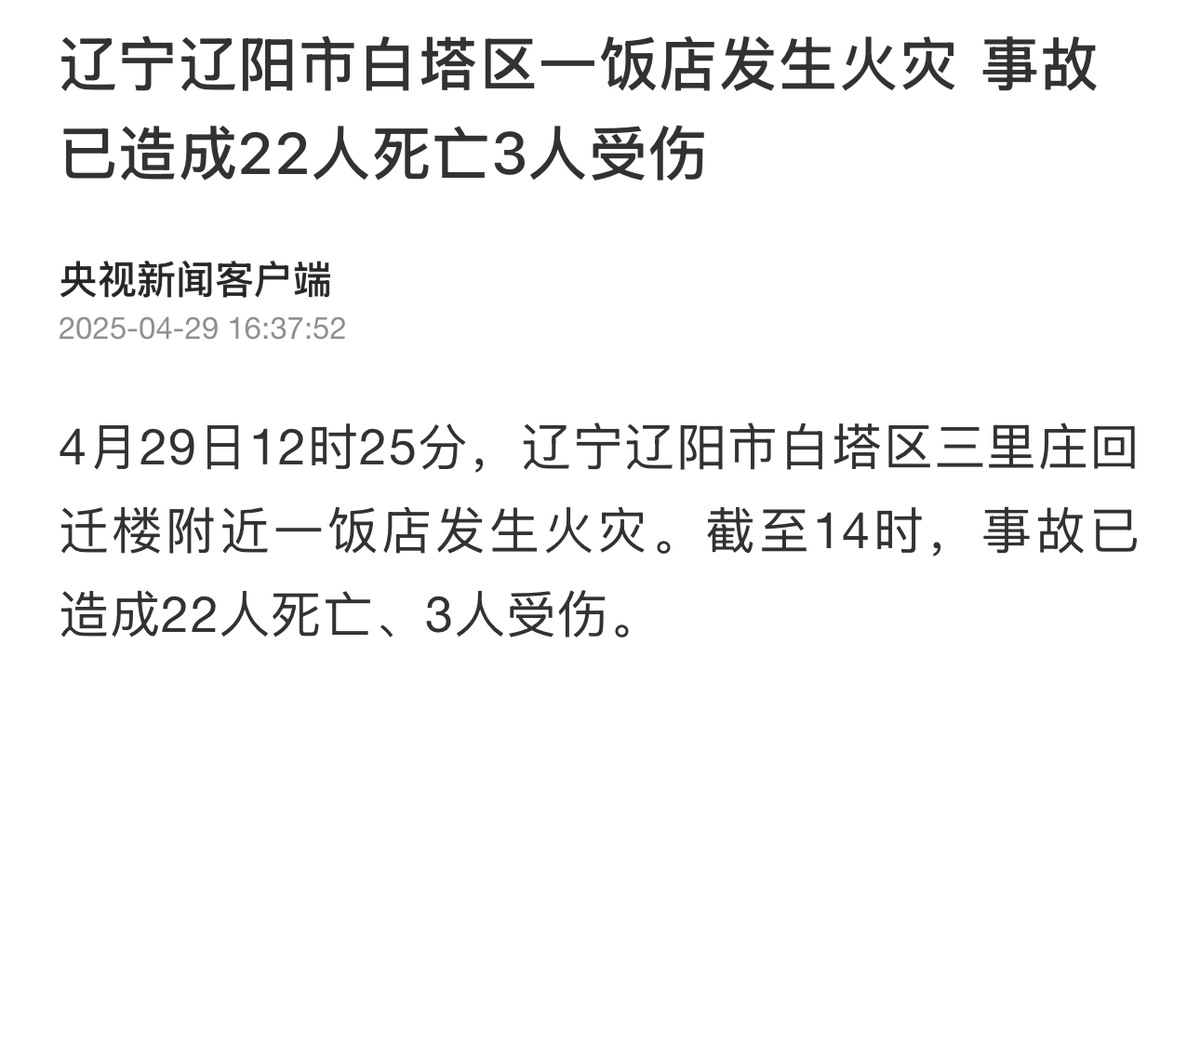 辽宁辽阳市白塔区一饭店发生火灾 事故
已造成22人死亡3人受伤
央视新闻客户端
2025-04-29 16:37:52
4月29日12时25分，辽宁辽阳市白塔区三里庄回
迁楼附近一饭店发生火灾。截至14时，事故已
造成22人死亡、3人受伤。